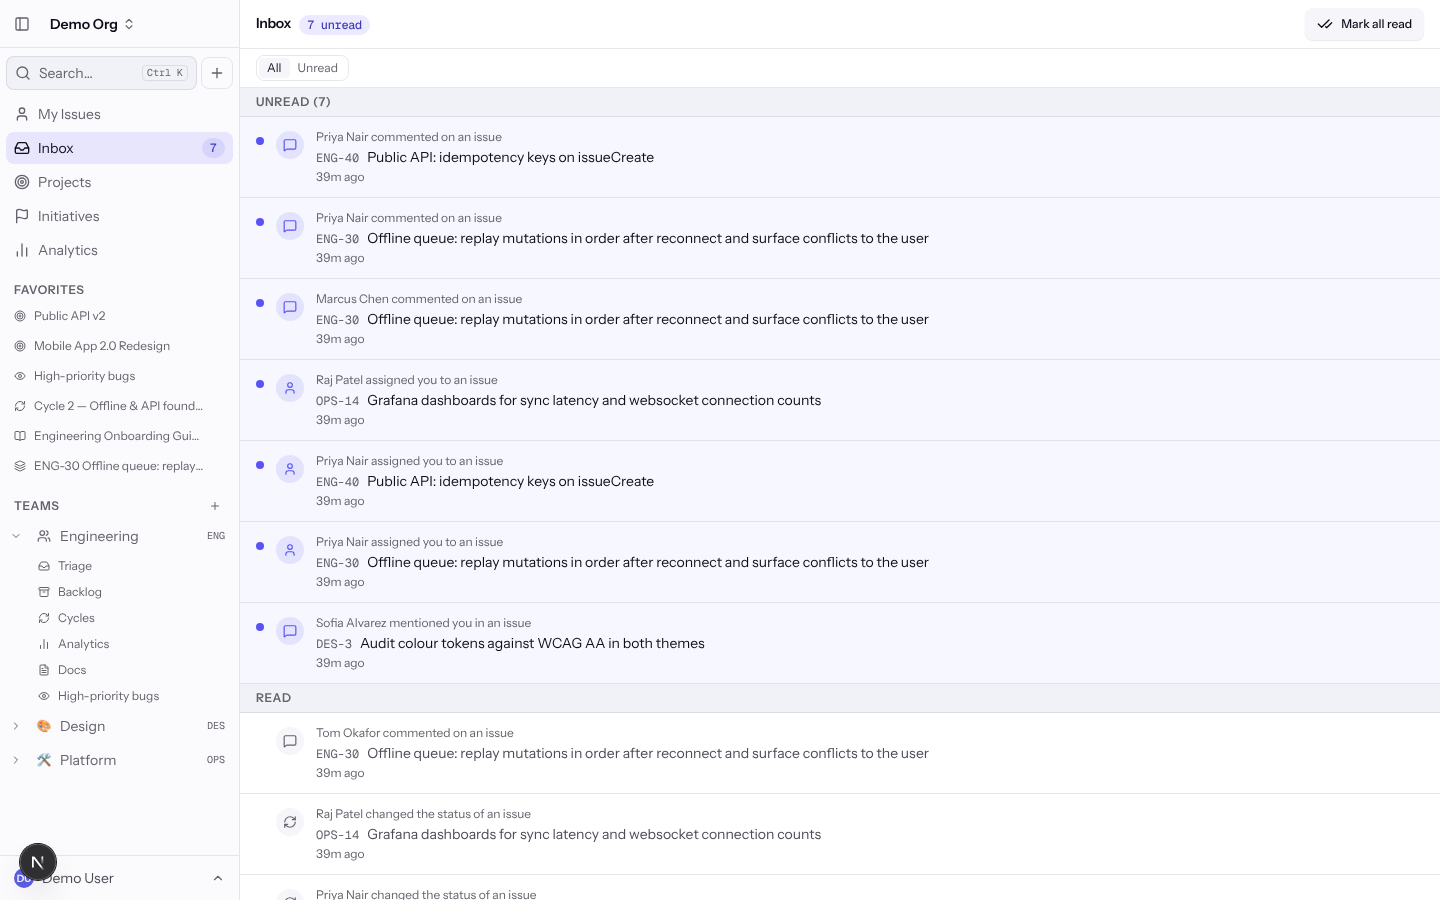 Demo Org
Search...
Ctrl K
My Issues
Inbox
7
Projects
Initiatives
Analytics
FAVORITES
Public API v2
Mobile App 2.0 Redesign
High-priority bugs
Cycle 2 — Offline & API found...
Engineering Onboarding Gui...
ENG-30 Offline queue: replay...
TEAMS
Engineering
ENG
Triage
Backlog
Cycles
Analytics
Docs
High-priority bugs
Design
DES
Platform
OPS
N
DU
Demo User
Inbox
7 unread
Mark all read
All
Unread
UNREAD (7)
Priya Nair commented on an issue
ENG-40 Public API: idempotency keys on issueCreate
39m ago
Priya Nair commented on an issue
ENG-30 Offline queue: replay mutations in order after reconnect and surface conflicts to the user
39m ago
Marcus Chen commented on an issue
ENG-30 Offline queue: replay mutations in order after reconnect and surface conflicts to the user
39m ago
Raj Patel assigned you to an issue
OPS-14 Grafana dashboards for sync latency and websocket connection counts
39m ago
Priya Nair assigned you to an issue
ENG-40 Public API: idempotency keys on issueCreate
39m ago
Priya Nair assigned you to an issue
ENG-30 Offline queue: replay mutations in order after reconnect and surface conflicts to the user
39m ago
Sofia Alvarez mentioned you in an issue
DES-3 Audit colour tokens against WCAG AA in both themes
39m ago
READ
Tom Okafor commented on an issue
ENG-30 Offline queue: replay mutations in order after reconnect and surface conflicts to the user
39m ago
Raj Patel changed the status of an issue
OPS-14 Grafana dashboards for sync latency and websocket connection counts
39m ago
Priya Nair changed the status of an issue